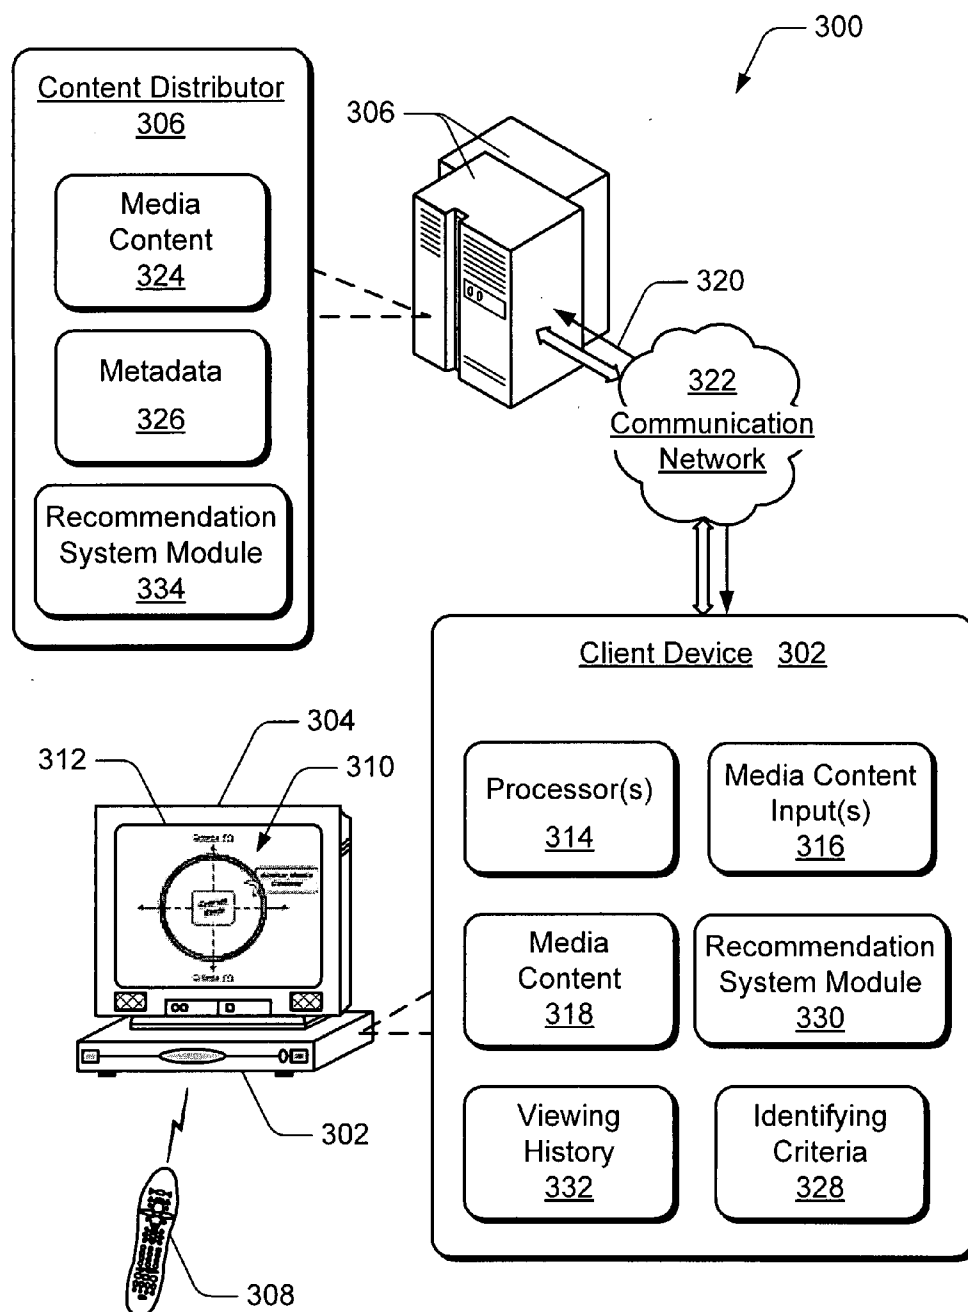 300
Content Distributor
306
Media
Content
324
Metadata
326
Recommendation
System Module
334
306
320
322
Communication
Network
Client Device 302
Processor(s)
314
Media Content
Input(s)
316
Media
Content
318
Recommendation
System Module
330
Viewing
History
332
Identifying
Criteria
328
304
312
310
302
308